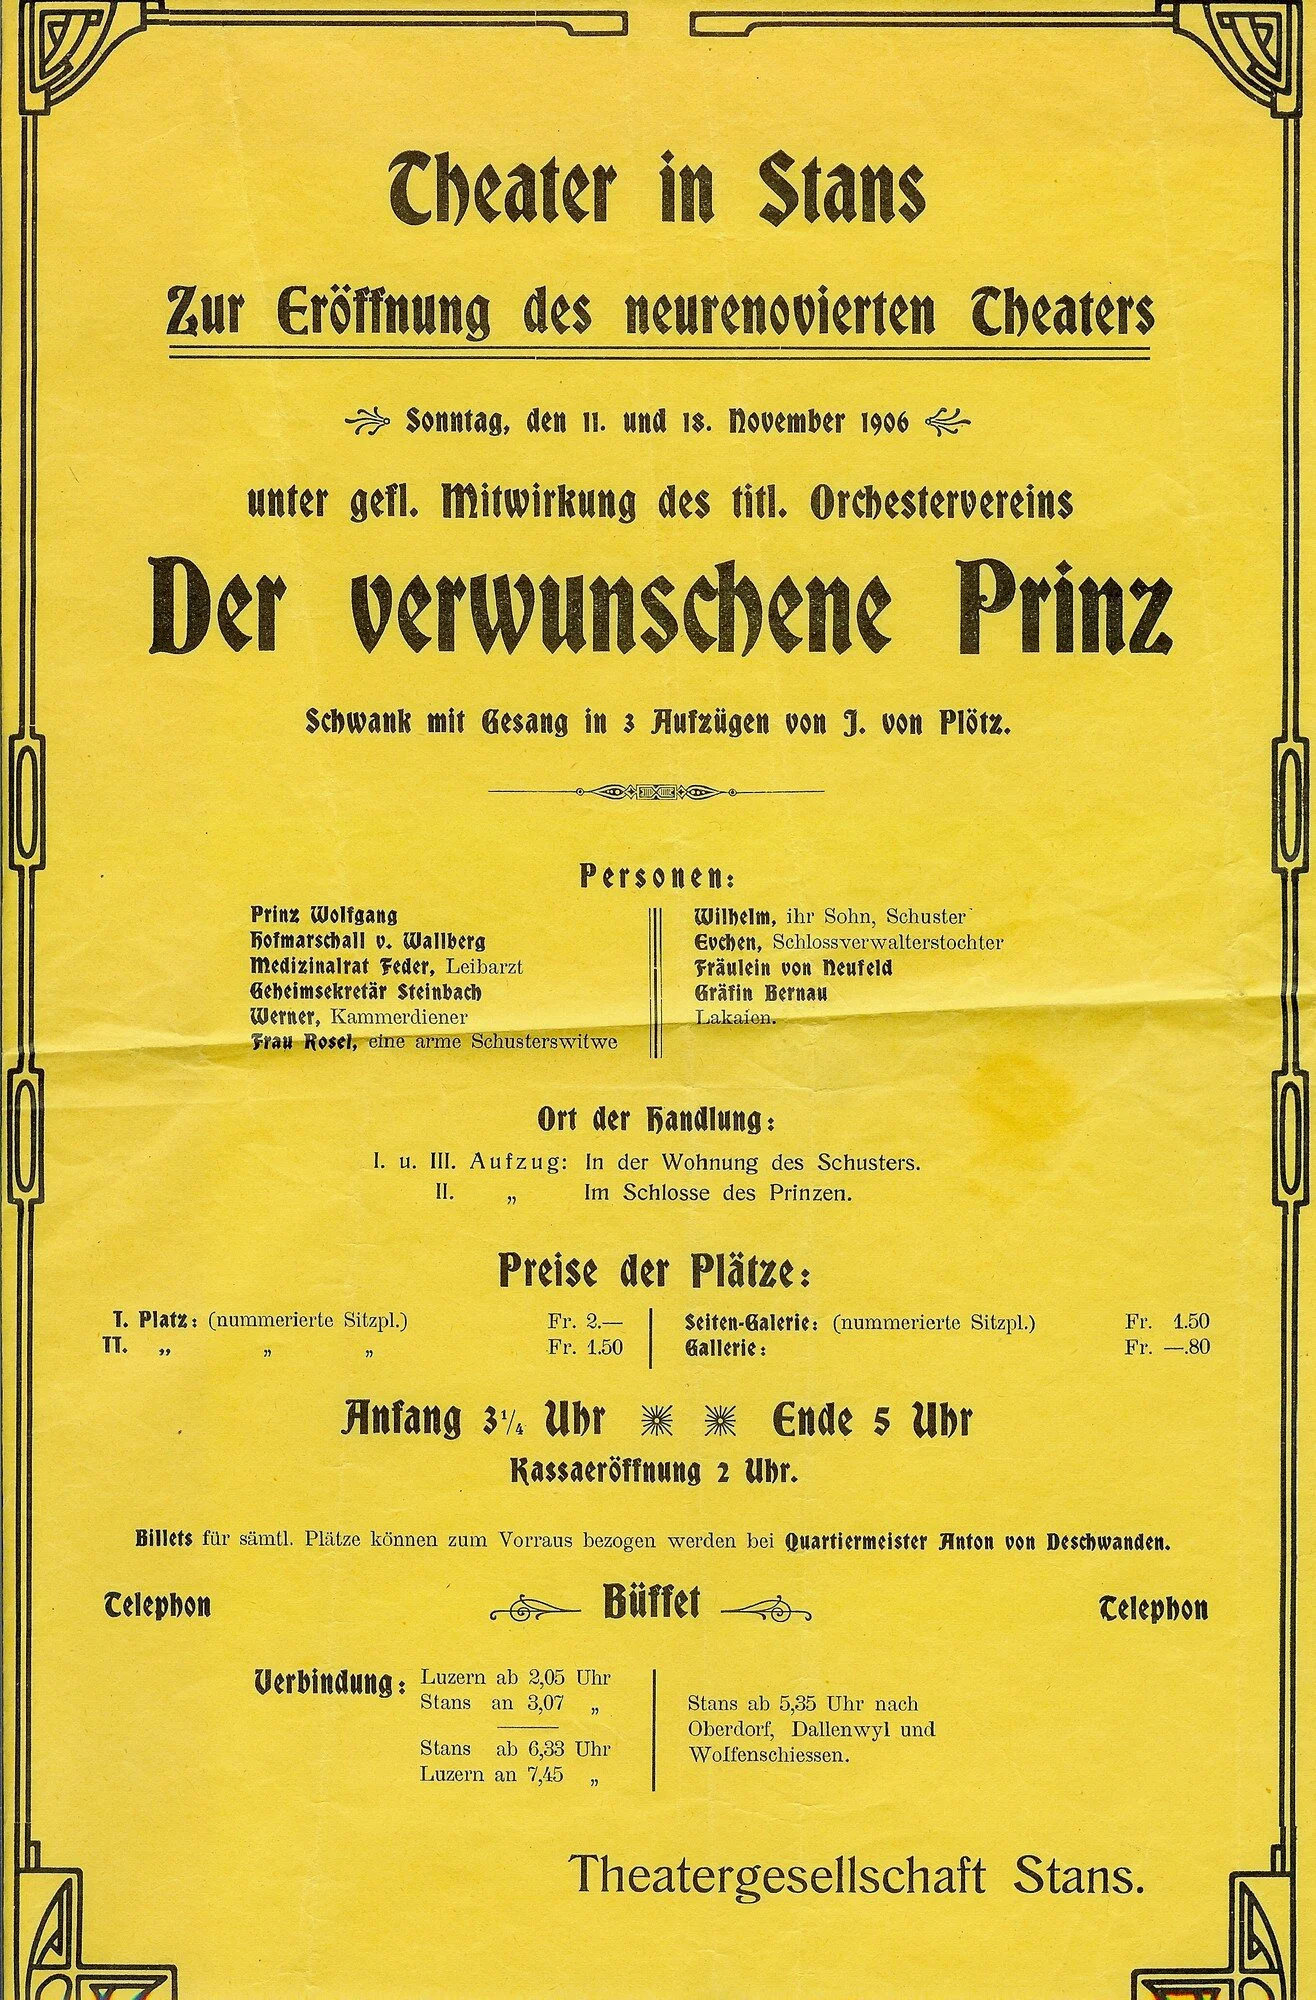 Theater in Stans
Zur Eröffnung des neurenovierten Theaters
Sonntag, den 11. und 18. November 1906
unter gefl. Mitwirkung des titl. Orchestervereins
Der verwunschene Prinz
Schwank mit Gesang in 3 Aufzügen von J. von Plötz.
Personen:
Prinz Wolfgang
Hofmarschall v. Wallberg
Medizinalrat Feder, Leibarzt
Geheimsekretär Steinbach
Werner, Kammerdiener
Frau Rosel, eine arme Schusterswitwe
Wilhelm, ihr Sohn, Schuster
Evchen, Schlossverwalterstochter
Fräulein von Neufeld
Gräfin Bernau
Lakaien.
Ort der Handlung:
I. u. III. Aufzug: In der Wohnung des Schusters.
II. „ Im Schlosse des Prinzen.
Preise der Plätze:
I. Platz: (nummerierte Sitzpl.) Fr. 2.—
II. „ „ „ Fr. 1.50
Seiten-Galerie: (nummerierte Sitzpl.) Fr. 1.50
Gallerie: Fr. —.80
Anfang 3¼ Uhr Ende 5 Uhr
Kassaeröffnung 2 Uhr.
Billets für sämtl. Plätze können zum Vorraus bezogen werden bei Quartiermeister Anton von Deschwanden.
Telephon Büffet Telephon
Verbindung: Luzern ab 2,05 Uhr
Stans an 3,07 „
Stans ab 6,33 Uhr
Luzern an 7,45 „
Stans ab 5,35 Uhr nach
Oberdorf, Dallenwyl und
Wolfenschiessen.
Theatergesellschaft Stans.